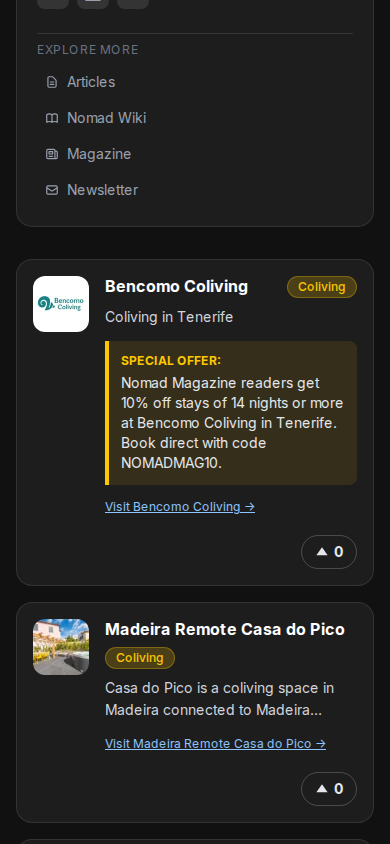 EXPLORE MORE
Articles
Nomad Wiki
Magazine
Newsletter
Bencomo
Coliving
Bencomo Coliving
Coliving
Coliving in Tenerife
SPECIAL OFFER:
Nomad Magazine readers get
10% off stays of 14 nights or more
at Bencomo Coliving in Tenerife.
Book direct with code
NOMADMAG10.
Visit Bencomo Coliving →
▲ 0
Madeira Remote Casa do Pico
Coliving
Casa do Pico is a coliving space in
Madeira connected to Madeira...
Visit Madeira Remote Casa do Pico →
▲ 0